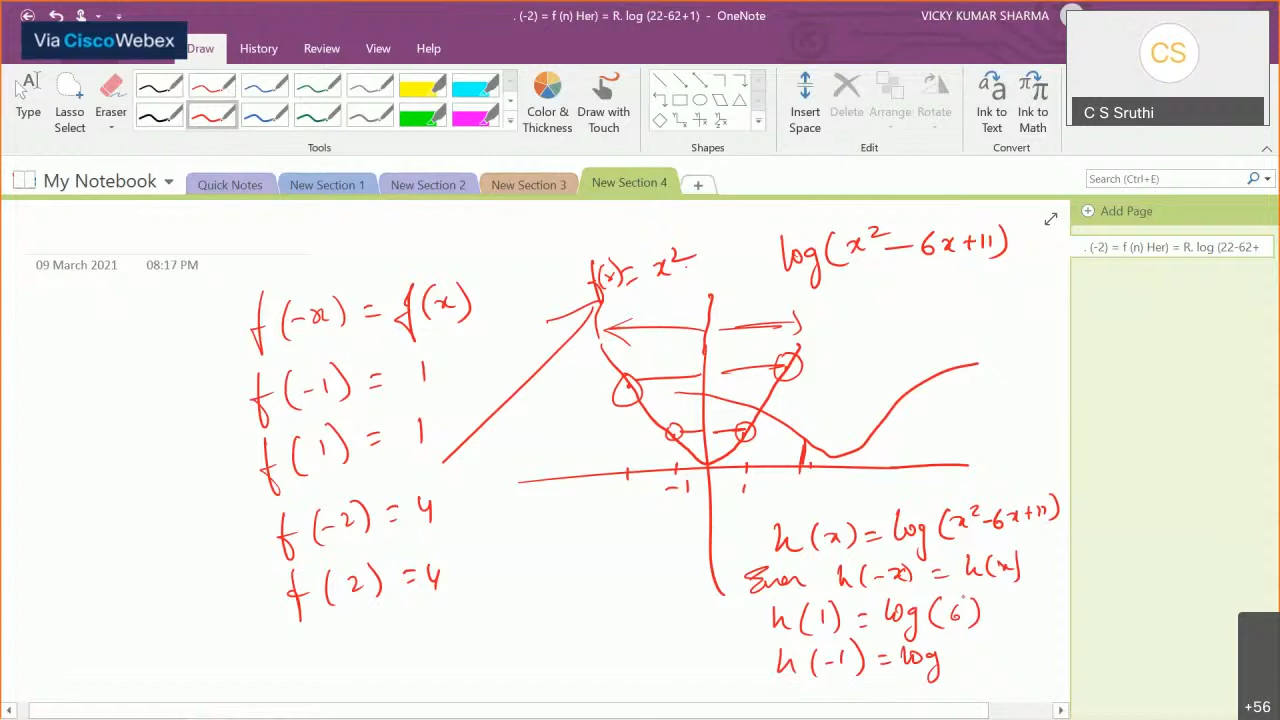 . (-2) = f (n) Her) = R. log (22-62+1) - OneNote
VICKY KUMAR SHARMA
Via CiscoWebex
Draw
History
Review
View
Help
Type
Lasso Select
Eraser
Color & Thickness
Draw with Touch
Insert Space
Delete
Arrange
Rotate
Ink to Text
Ink to Math
Tools
Shapes
Edit
Convert
CS
C S Sruthi
My Notebook
Quick Notes
New Section 1
New Section 2
New Section 3
New Section 4
Search (Ctrl+E)
Add Page
. (-2) = f (n) Her) = R. log (22-62+
09 March 2021
08:17 PM
f(-x) = f(x)
f(-1) = 1
f(1) = 1
f(-2) = 4
f(2) = 4
f(x) = x²
log(x² - 6x + 11)
-1
1
h(x) = log(x² - 6x + 11)
Even h(-x) = h(x)
h(1) = log(6)
h(-1) = log
+56